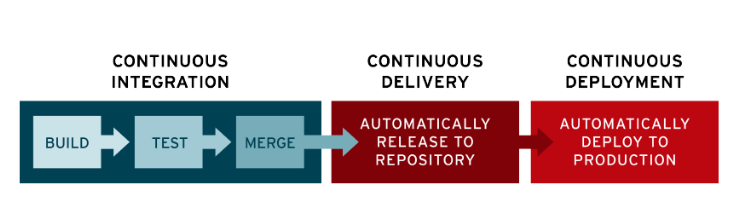 CONTINUOUS
INTEGRATION
CONTINUOUS
DELIVERY
CONTINUOUS
DEPLOYMENT
BUILD
TEST
MERGE
AUTOMATICALLY
RELEASE TO
REPOSITORY
AUTOMATICALLY
DEPLOY TO
PRODUCTION